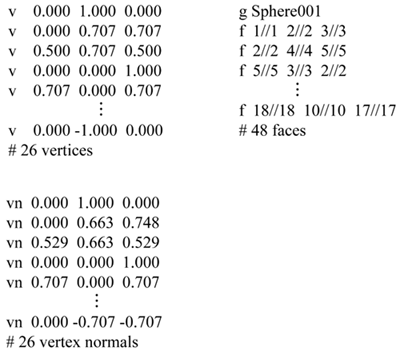 v 0.000 1.000 0.000
v 0.000 0.707 0.707
v 0.500 0.707 0.500
v 0.000 0.000 1.000
v 0.707 0.000 0.707
⋮
v 0.000 -1.000 0.000
# 26 vertices
g Sphere001
f 1//1 2//2 3//3
f 2//2 4//4 5//5
f 5//5 3//3 2//2
⋮
f 18//18 10//10 17//17
# 48 faces
vn 0.000 1.000 0.000
vn 0.000 0.663 0.748
vn 0.529 0.663 0.529
vn 0.000 0.000 1.000
vn 0.707 0.000 0.707
⋮
vn 0.000 -0.707 -0.707
# 26 vertex normals